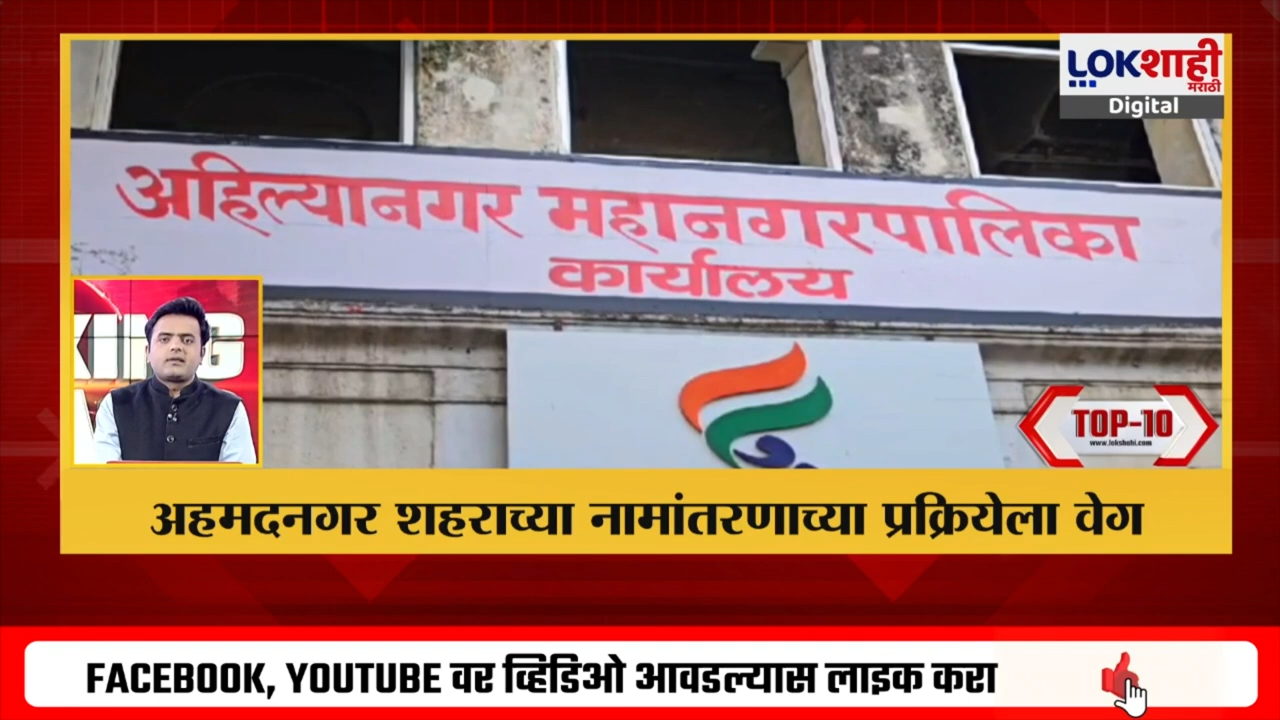 LOKशाही
मराठी
Digital
अहिल्यानगर महानगरपालिका
कार्यालय
KING
TOP-10
www.lokshahi.com
अहमदनगर शहराच्या नामांतरणाच्या प्रक्रियेला वेग
FACEBOOK, YOUTUBE वर व्हिडिओ आवडल्यास लाइक करा